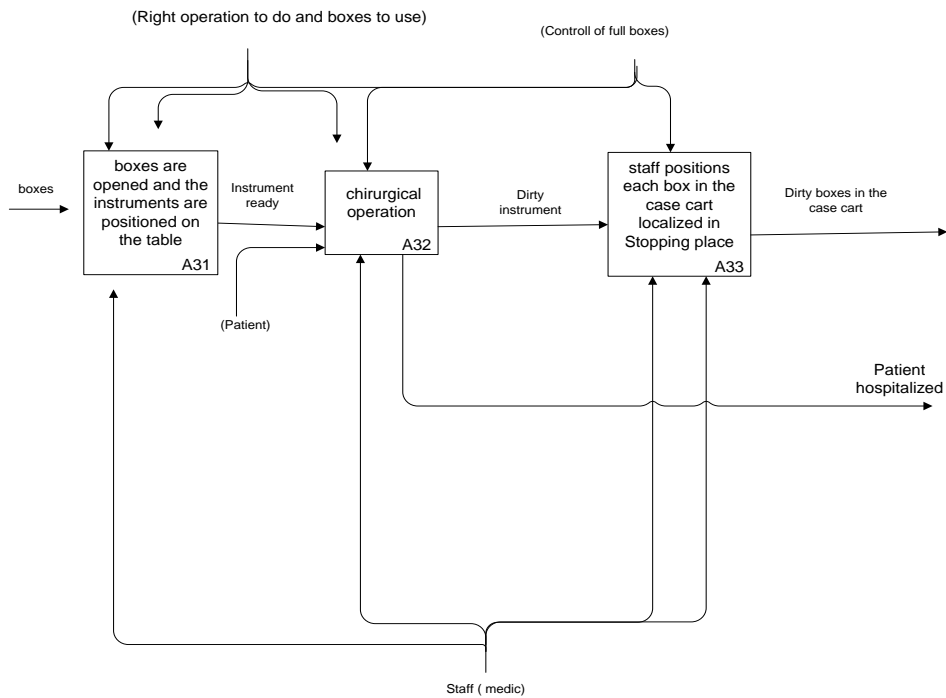 (Right operation to do and boxes to use)
(Controll of full boxes)
boxes
boxes are
opened and the
instruments are
positioned on
the table
A31
Instrument
ready
(Patient)
chirurgical
operation
A32
Dirty
instrument
staff positions
each box in the
case cart
localized in
Stopping place
A33
Dirty boxes in the
case cart
Patient
hospitalized
Staff ( medic)